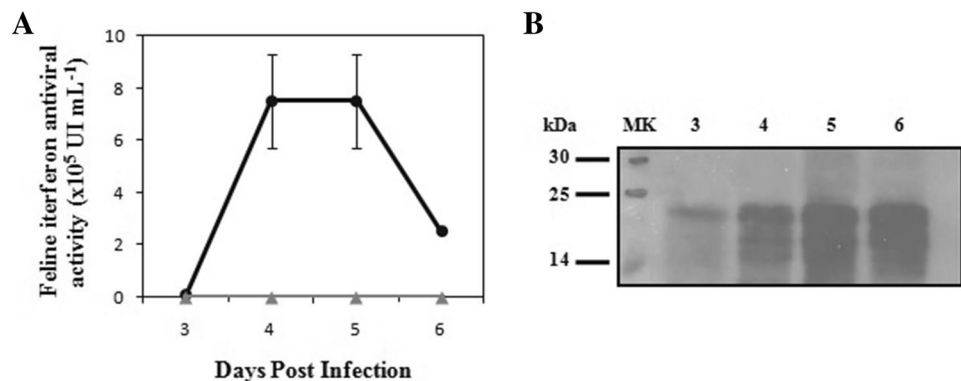 A
Feline iterferon antiviral
activity (x10⁵ UI mL⁻¹)
10
8
6
4
2
0
3 4 5 6
Days Post Infection
B
kDa MK 3 4 5 6
30
25
14